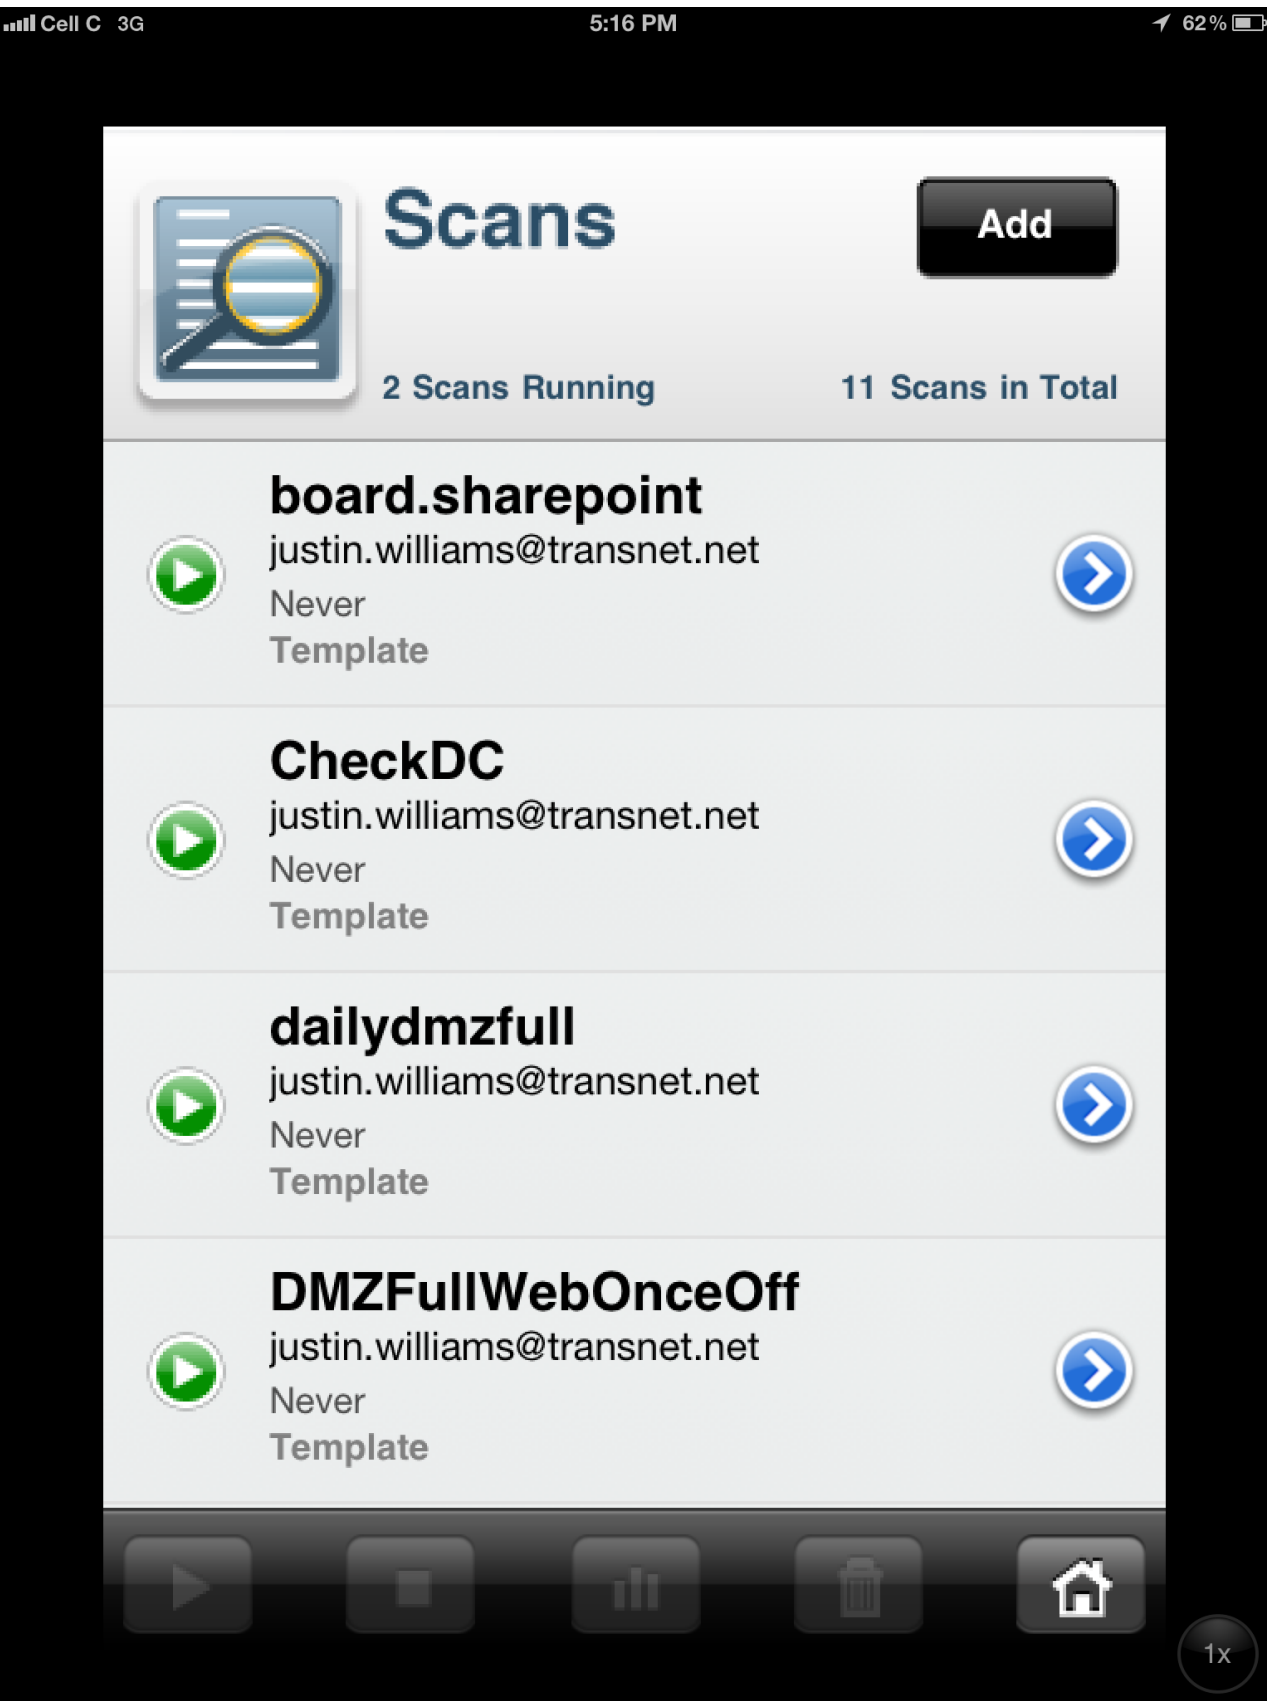 Cell C 3G 5:16 PM 62%
Scans
Add
2 Scans Running 11 Scans in Total
board.sharepoint
justin.williams@transnet.net
Never
Template
CheckDC
justin.williams@transnet.net
Never
Template
dailydmzfull
justin.williams@transnet.net
Never
Template
DMZFullWebOnceOff
justin.williams@transnet.net
Never
Template
1x